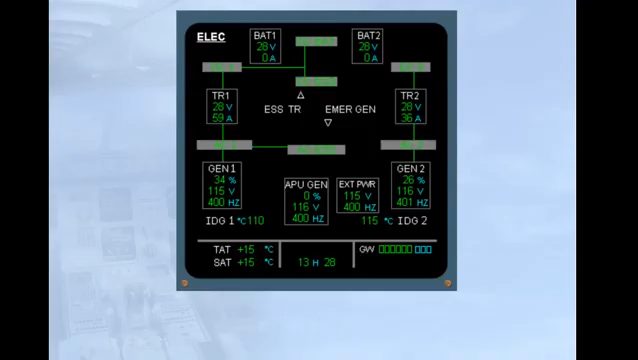 ELEC
BAT1
28 V
0 A
BAT2
28 V
0 A
TR1
28 V
59 A
ESS TR
EMER GEN
TR2
28 V
36 A
GEN 1
34 %
115 V
400 HZ
APU GEN
0 %
116 V
400 HZ
EXT PWR
115 V
400 HZ
GEN 2
26 %
116 V
401 HZ
IDG 1 °C 110
115 °C IDG 2
TAT +15 °C
SAT +15 °C
13 H 28
GW